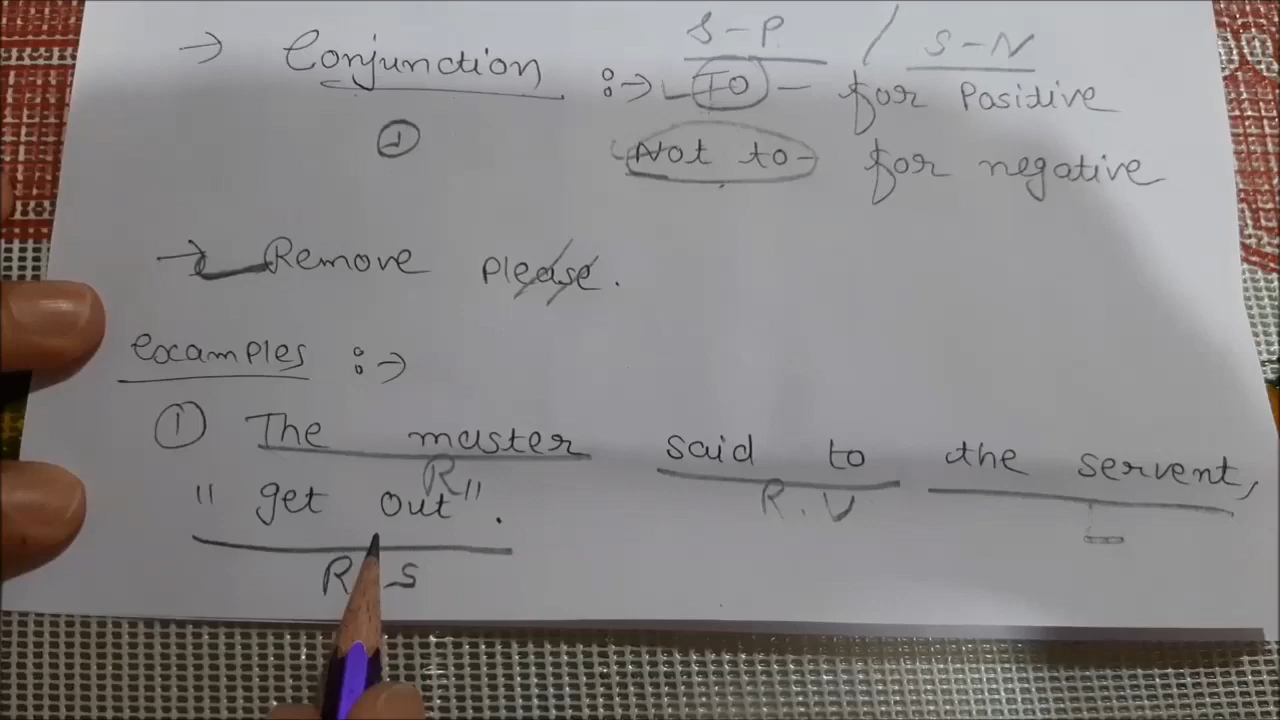 S-P / S-N
→ Conjunction :→ To - for Positive
① Not to - for negative
→ Remove please.
examples :→
① The master said to the servent,
R R.V L
" get out".
R S